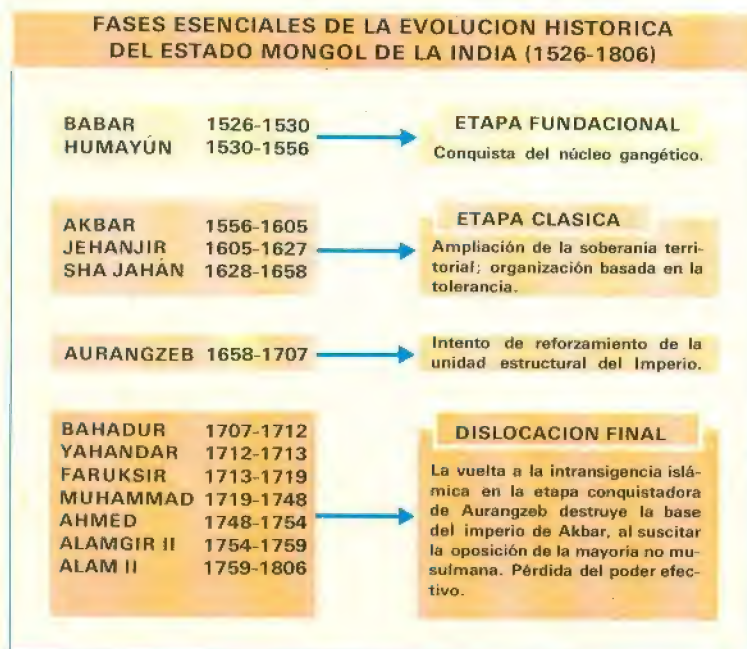 FASES ESENCIALES DE LA EVOLUCION HISTORICA
DEL ESTADO MONGOL DE LA INDIA (1526-1806)
BABAR 1526-1530
HUMAYÚN 1530-1556
ETAPA FUNDACIONAL
Conquista del núcleo gangético.
AKBAR 1556-1605
JEHANJIR 1605-1627
SHA JAHÁN 1628-1658
ETAPA CLASICA
Ampliación de la soberanía terri-
torial; organización basada en la
tolerancia.
AURANGZEB 1658-1707
Intento de reforzamiento de la
unidad estructural del Imperio.
BAHADUR 1707-1712
YAHANDAR 1712-1713
FARUKSIR 1713-1719
MUHAMMAD 1719-1748
AHMED 1748-1754
ALAMGIR II 1754-1759
ALAM II 1759-1806
DISLOCACION FINAL
La vuelta a la intransigencia islá-
mica en la etapa conquistadora
de Aurangzeb destruye la base
del imperio de Akbar, al suscitar
la oposición de la mayoría no mu-
sulmana. Pérdida del poder efec-
tivo.